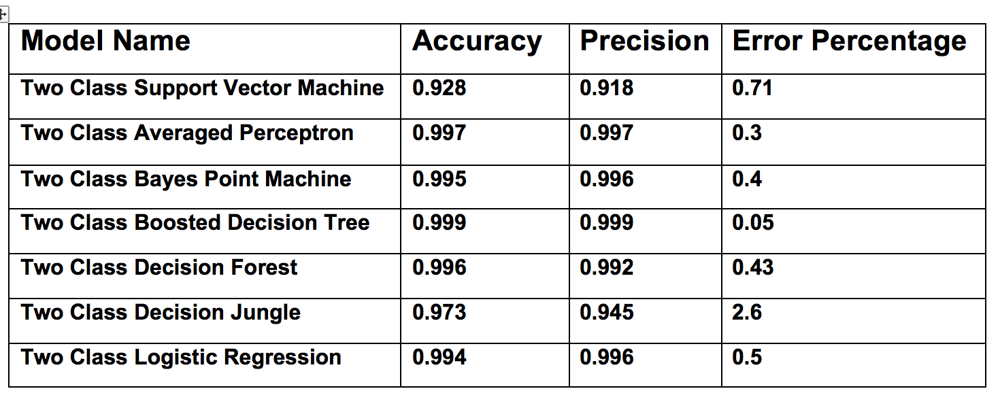 Model Name Accuracy Precision Error Percentage
Two Class Support Vector Machine 0.928 0.918 0.71
Two Class Averaged Perceptron 0.997 0.997 0.3
Two Class Bayes Point Machine 0.995 0.996 0.4
Two Class Boosted Decision Tree 0.999 0.999 0.05
Two Class Decision Forest 0.996 0.992 0.43
Two Class Decision Jungle 0.973 0.945 2.6
Two Class Logistic Regression 0.994 0.996 0.5